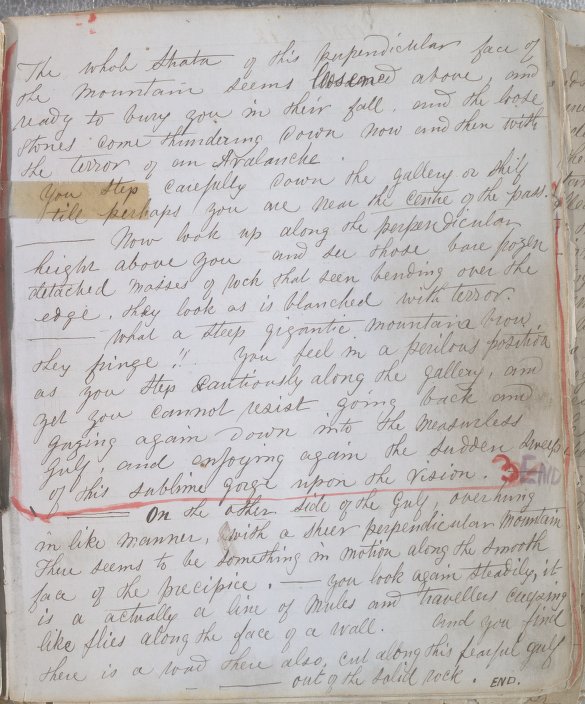 The whole Strata of this perpendicular face of
the mountain seems loosened above, and
ready to bury you in their fall. and the loose
stones come thundering down now and then with
the terror of an Avalanche.
You Step carefully down the gallery or shelf
till perhaps you are near the centre of the pass.
—— Now look up along the perpendicular
height above you and see those bare
detached masses of rock that seen bending over the
edge. they look as is blanched with terror.
—— what a steep gigantic mountain brow
they fringe!! You feel in a perilous position
as you Step Cautiously along the gallery, and
yet you cannot resist going back and
gazing again down into the measureless
gulf, and enjoying again the sudden sweep
of this sublime gorge upon the vision. 3 END
—— On the other side of the Gulf, overhung
in like manner, with a sheer perpendicular mountain
There seems to be something in motion along the smooth
face of the precipice. — you look again steadily, it
is a actually a line of Mules and travellers creeping
like flies along the face of a wall. And you find
there is a road there also, cut along this fearful gulf
—— out of the solid rock. END.